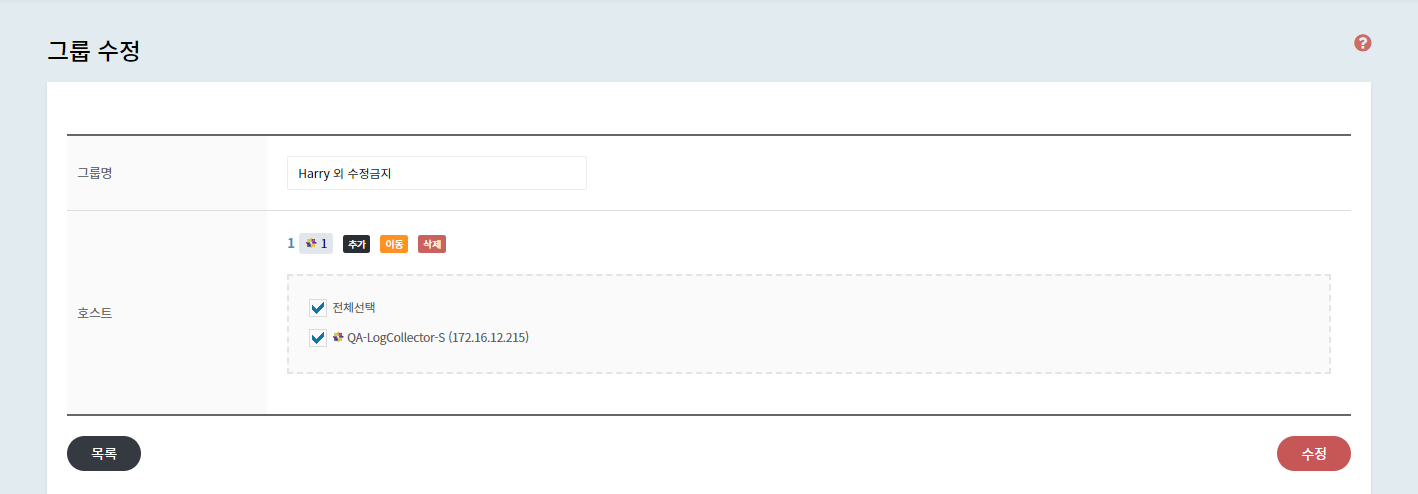 그룹 수정
?
그룹명
Harry 외 수정금지
호스트
1 1 추가 이동 삭제
전체선택
QA-LogCollector-S (172.16.12.215)
목록
수정